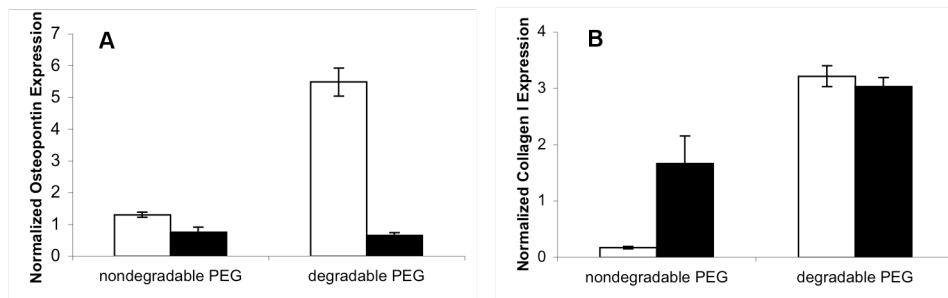 A
Normalized Osteopontin Expression
7
6
5
4
3
2
1
0
nondegradable PEG
degradable PEG
B
Normalized Collagen I Expression
4
3
2
1
0
nondegradable PEG
degradable PEG